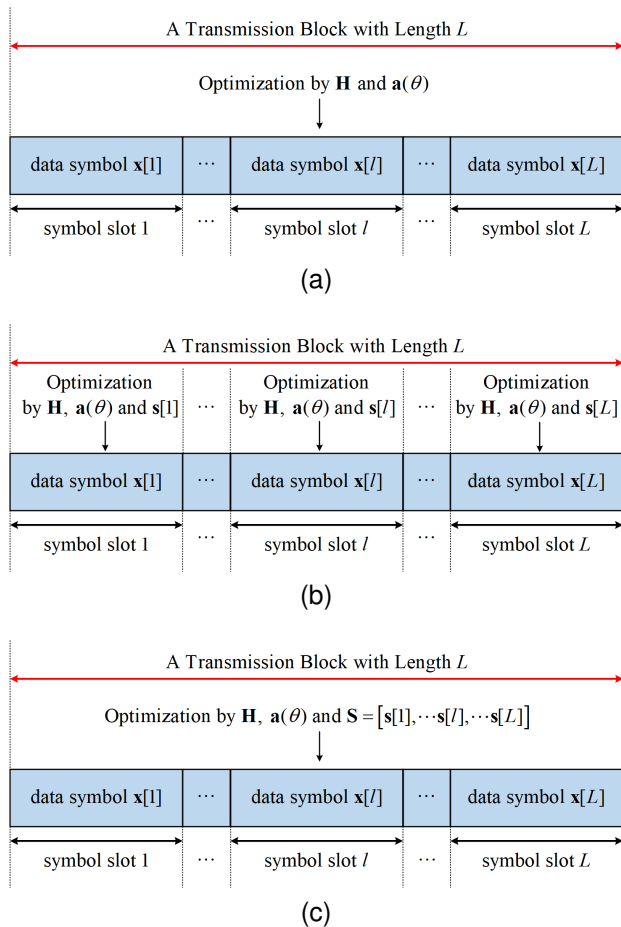 A Transmission Block with Length L
Optimization by H and a(θ)
data symbol x[1] ··· data symbol x[l] ··· data symbol x[L]
symbol slot 1 ··· symbol slot l ··· symbol slot L
(a)
A Transmission Block with Length L
Optimization Optimization Optimization
by H, a(θ) and s[1] ··· by H, a(θ) and s[l] ··· by H, a(θ) and s[L]
data symbol x[1] ··· data symbol x[l] ··· data symbol x[L]
symbol slot 1 ··· symbol slot l ··· symbol slot L
(b)
A Transmission Block with Length L
Optimization by H, a(θ) and S = [s[1],···s[l],···s[L]]
data symbol x[1] ··· data symbol x[l] ··· data symbol x[L]
symbol slot 1 ··· symbol slot l ··· symbol slot L
(c)